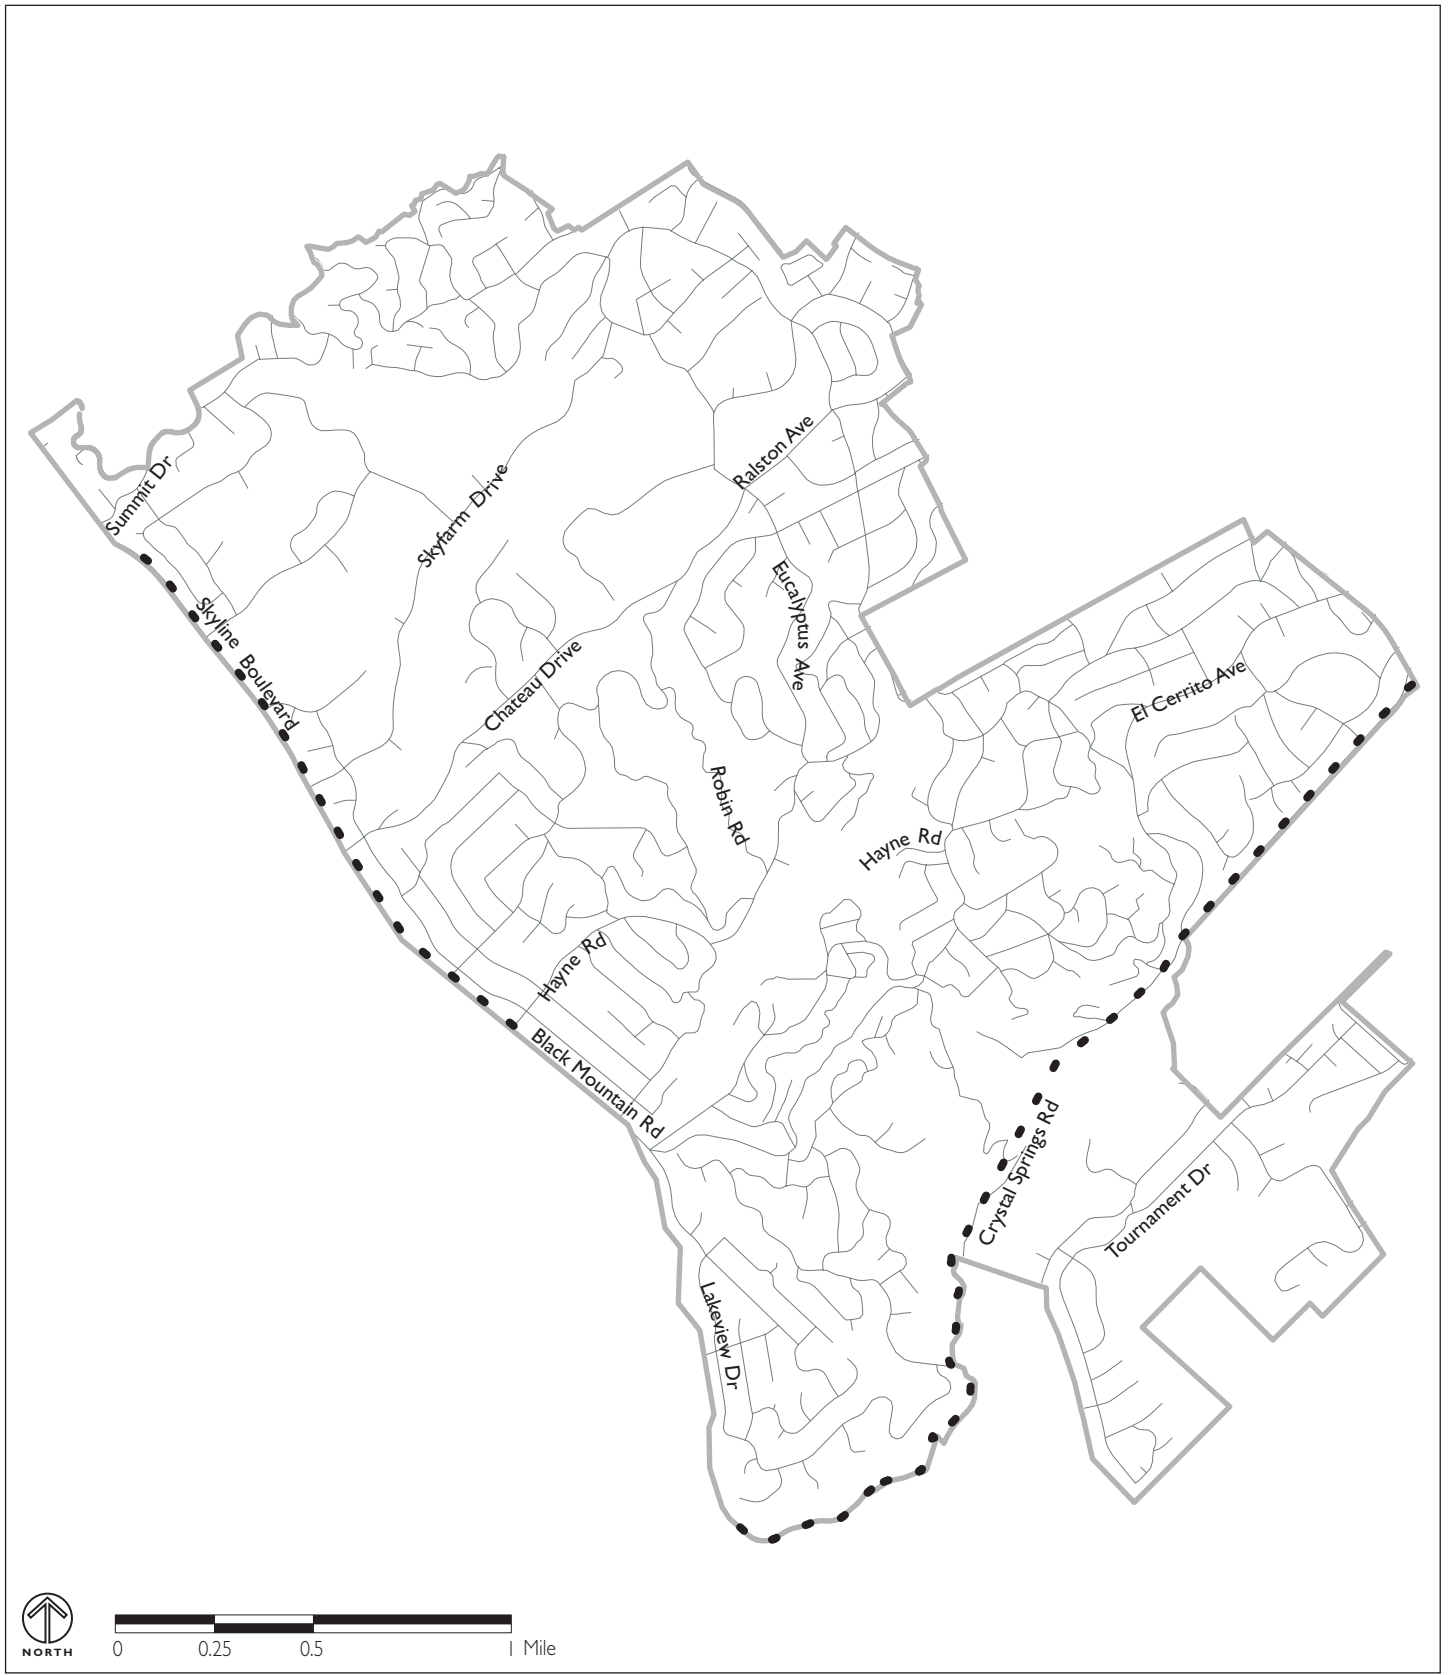 Ralston Ave
Summit Dr
Skyfarm Drive
Eucalyptus Ave
Skyline Boulevard
Chateau Drive
El Cerrito Ave
Robin Rd
Hayne Rd
Hayne Rd
Black Mountain Rd
Crystal Springs Rd
Tournament Dr
Lakeview Dr
NORTH
0 0.25 0.5 1 Mile